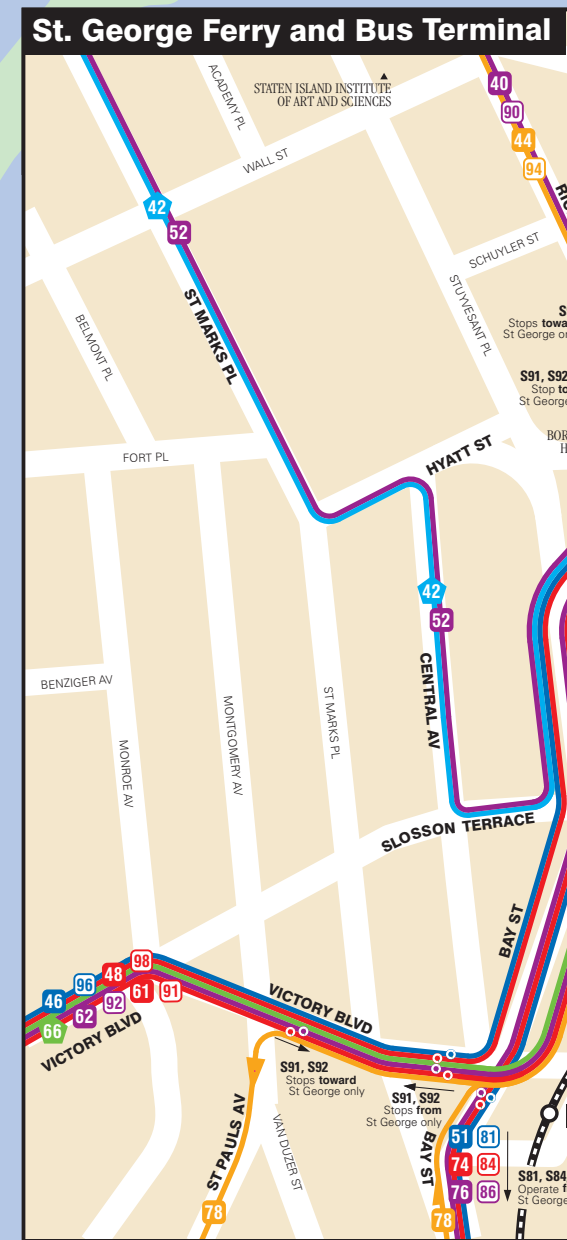 St. George Ferry and Bus Terminal
ACADEMY PL
STATEN ISLAND INSTITUTE
OF ART AND SCIENCES
40
90
44
94
WALL ST
42
52
SCHUYLER ST
STUYVESANT PL
ST MARKS PL
BELMONT PL
Stops towa
St George or
S91, S92
Stop to
St George
HYATT ST
FORT PL
42
52
CENTRAL AV
BENZIGER AV
MONTGOMERY AV
ST MARKS PL
MONROE AV
SLOSSON TERRACE
BAY ST
98
48
96
46
61
91
92
62
66
VICTORY BLVD
VICTORY BLVD
S91, S92
Stops toward
St George only
S91, S92
Stops from
St George only
ST PAULS AV
VAN DUZER ST
BAY ST
51
81
74
84
76
86
S81, S84
Operate f
St George
78
78